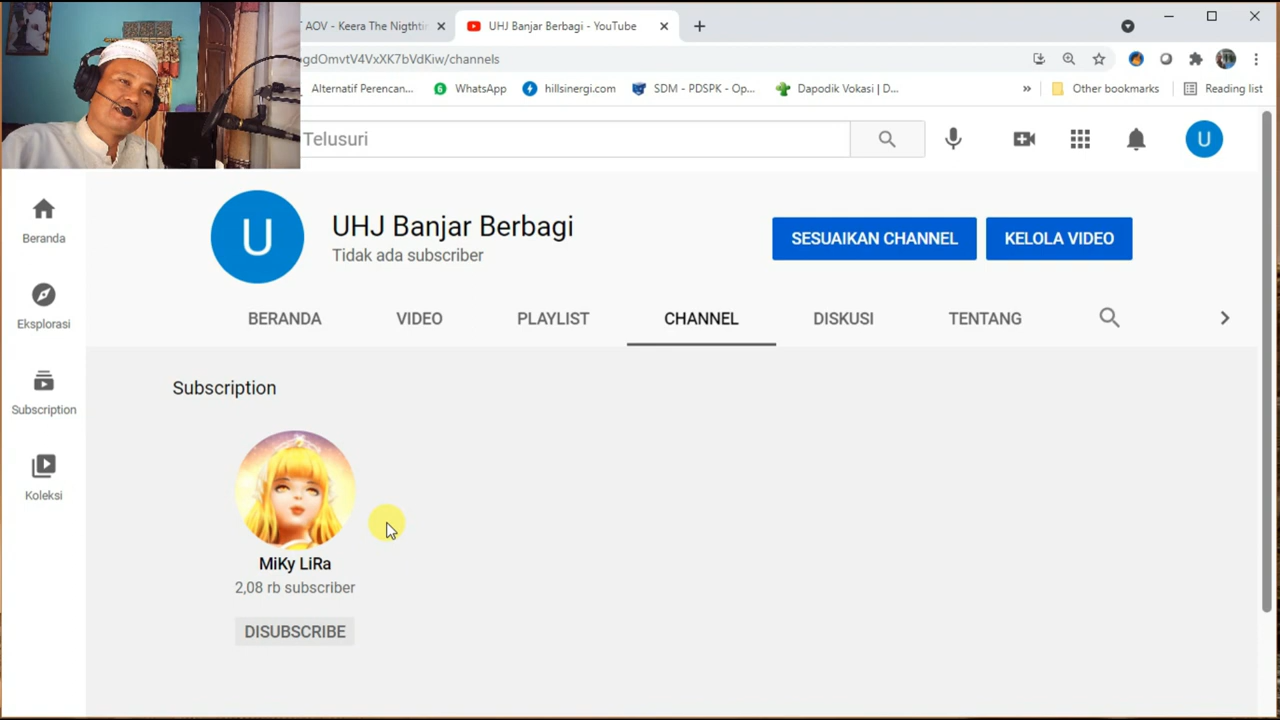 AOV - Keera The Nigthtin
UHJ Banjar Berbagi - YouTube
gdOmvtV4VxXK7bVdKiw/channels
Alternatif Perencan...
WhatsApp
hillsinergi.com
SDM - PDSPK - Op...
Dapodik Vokasi | D...
»
Other bookmarks
Reading list
Telusuri
U
Beranda
Eksplorasi
Subscription
Koleksi
U
UHJ Banjar Berbagi
Tidak ada subscriber
SESUAIKAN CHANNEL
KELOLA VIDEO
BERANDA VIDEO PLAYLIST CHANNEL DISKUSI TENTANG
Subscription
MiKy LiRa
2,08 rb subscriber
DISUBSCRIBE